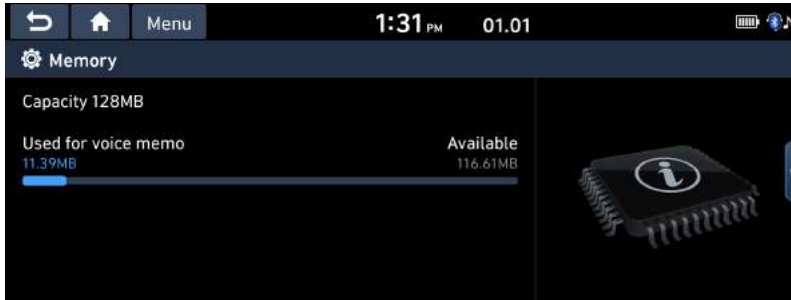 Menu 1:31 PM 01.01
Memory
Capacity 128MB
Used for voice memo Available
11.39MB 116.61MB
i